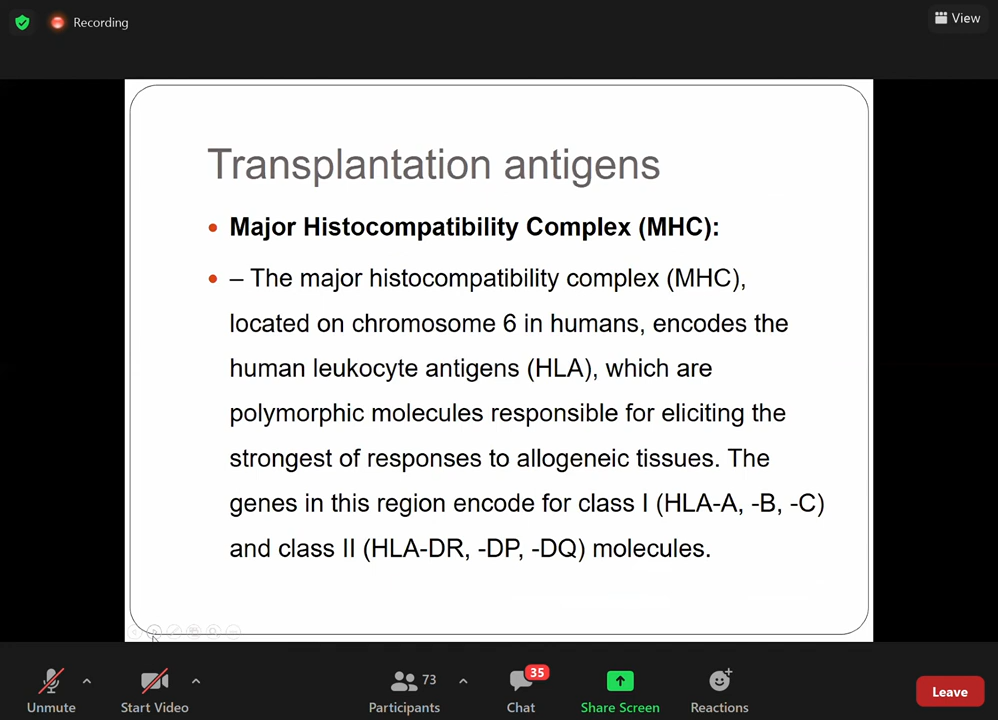 Recording
View
Transplantation antigens
• Major Histocompatibility Complex (MHC):
• – The major histocompatibility complex (MHC),
located on chromosome 6 in humans, encodes the
human leukocyte antigens (HLA), which are
polymorphic molecules responsible for eliciting the
strongest of responses to allogeneic tissues. The
genes in this region encode for class I (HLA-A, -B, -C)
and class II (HLA-DR, -DP, -DQ) molecules.
73
35
Unmute
Start Video
Participants
Chat
Share Screen
Reactions
Leave